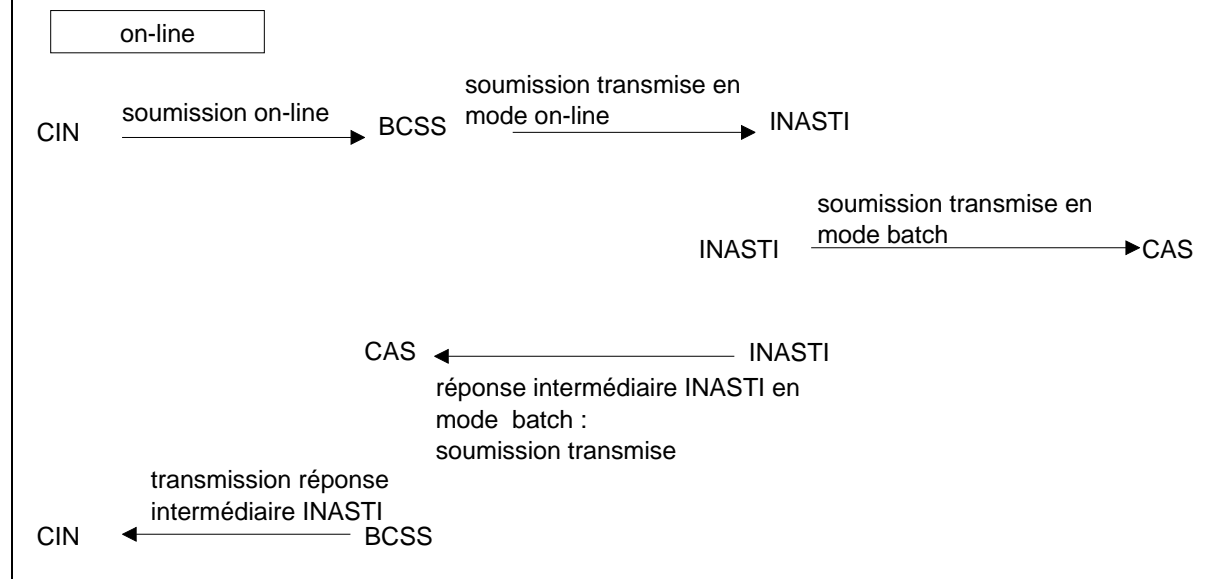 on-line
soumission transmise en
CIN soumission on-line BCSS mode on-line INASTI
soumission transmise en
INASTI mode batch CAS
CAS INASTI
réponse intermédiaire INASTI en
mode batch :
soumission transmise
transmission réponse
intermédiaire INASTI
CIN BCSS